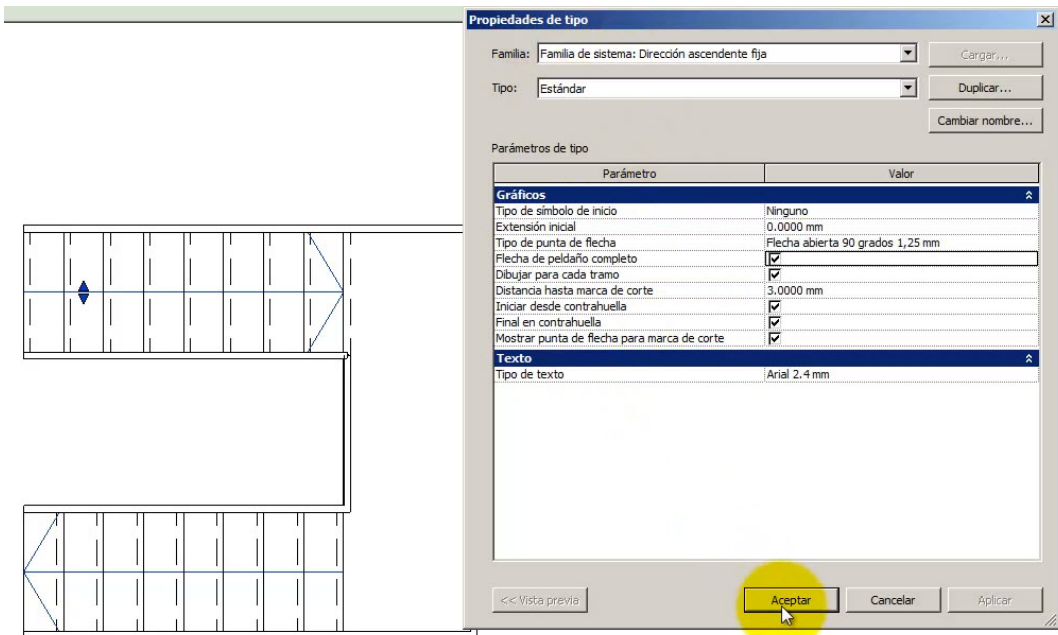 Propiedades de tipo
Familia: Familia de sistema: Dirección ascendente fija Cargar...
Tipo: Estándar Duplicar...
Cambiar nombre...
Parámetros de tipo
Parámetro Valor
Gráficos
Tipo de símbolo de inicio Ninguno
Extensión inicial 0.0000 mm
Tipo de punta de flecha Flecha abierta 90 grados 1,25 mm
Flecha de peldaño completo
Dibujar para cada tramo
Distancia hasta marca de corte 3.0000 mm
Iniciar desde contrahuella
Final en contrahuella
Mostrar punta de flecha para marca de corte
Texto
Tipo de texto Arial 2.4 mm
<< Vista previa Aceptar Cancelar Aplicar